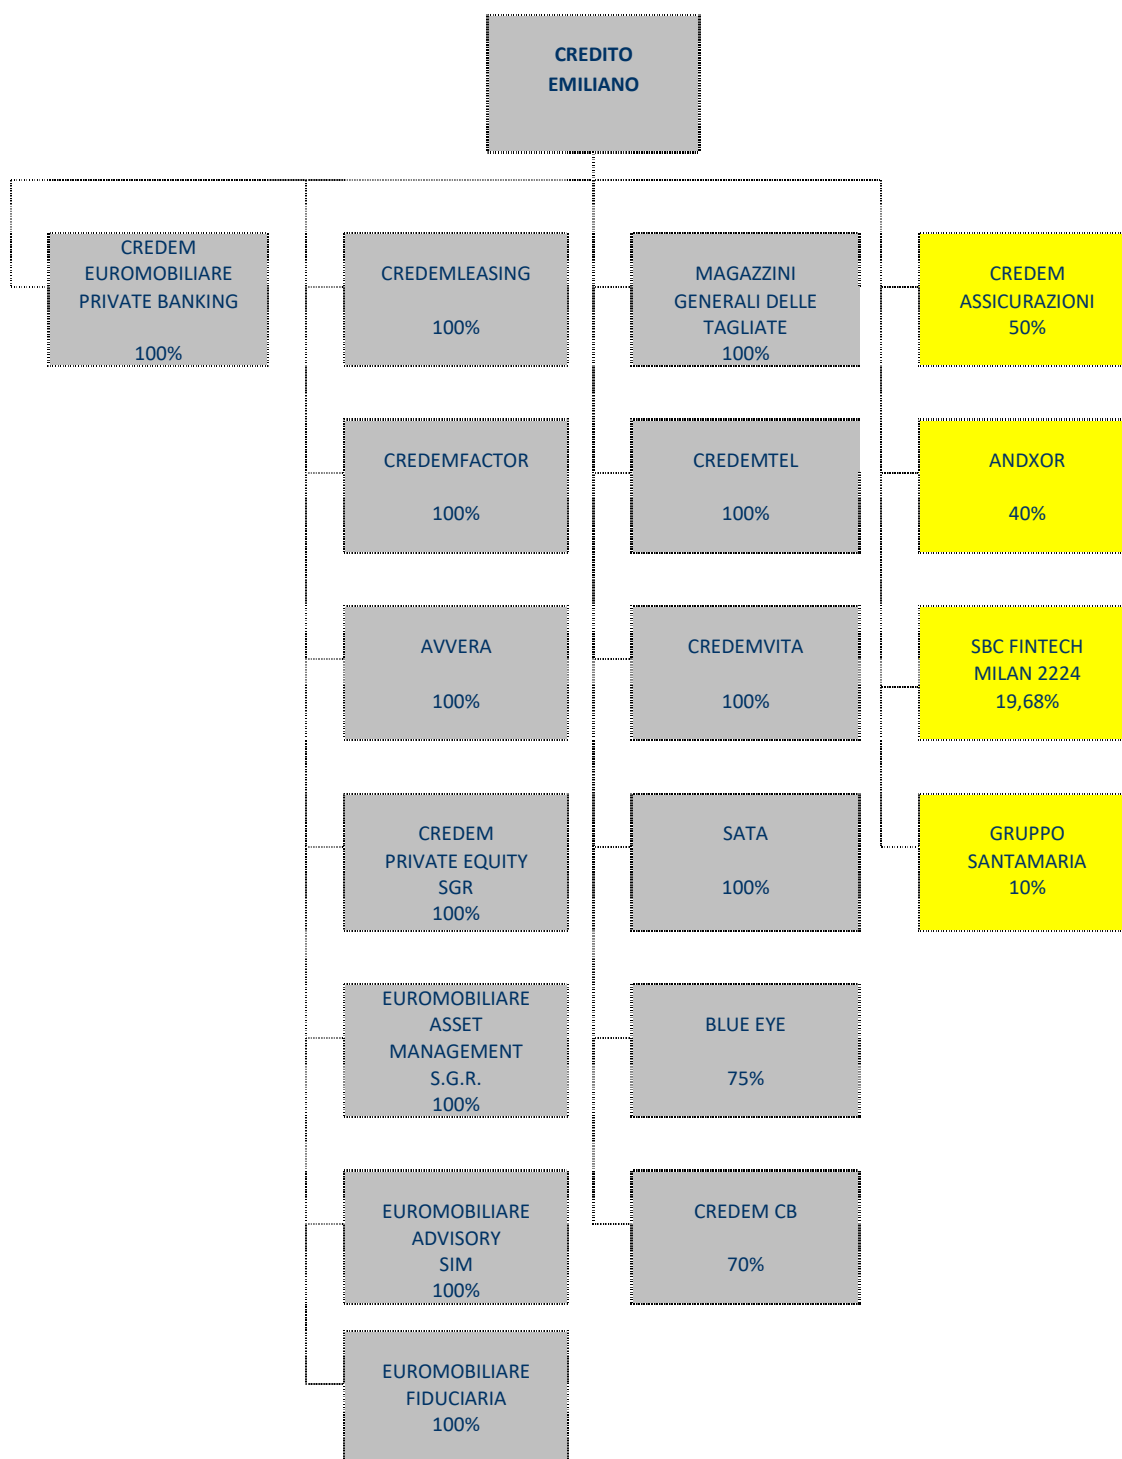 CREDITO
EMILIANO
CREDEM
EUROMOBILIARE
PRIVATE BANKING
100%
CREDEMLEASING
100%
MAGAZZINI
GENERALI DELLE
TAGLIATE
100%
CREDEM
ASSICURAZIONI
50%
CREDEMFACTOR
100%
CREDEMTEL
100%
ANDXOR
40%
AVVERA
100%
CREDEMVITA
100%
SBC FINTECH
MILAN 2224
19,68%
CREDEM
PRIVATE EQUITY
SGR
100%
SATA
100%
GRUPPO
SANTAMARIA
10%
EUROMOBILIARE
ASSET
MANAGEMENT
S.G.R.
100%
BLUE EYE
75%
EUROMOBILIARE
ADVISORY
SIM
100%
CREDEM CB
70%
EUROMOBILIARE
FIDUCIARIA
100%